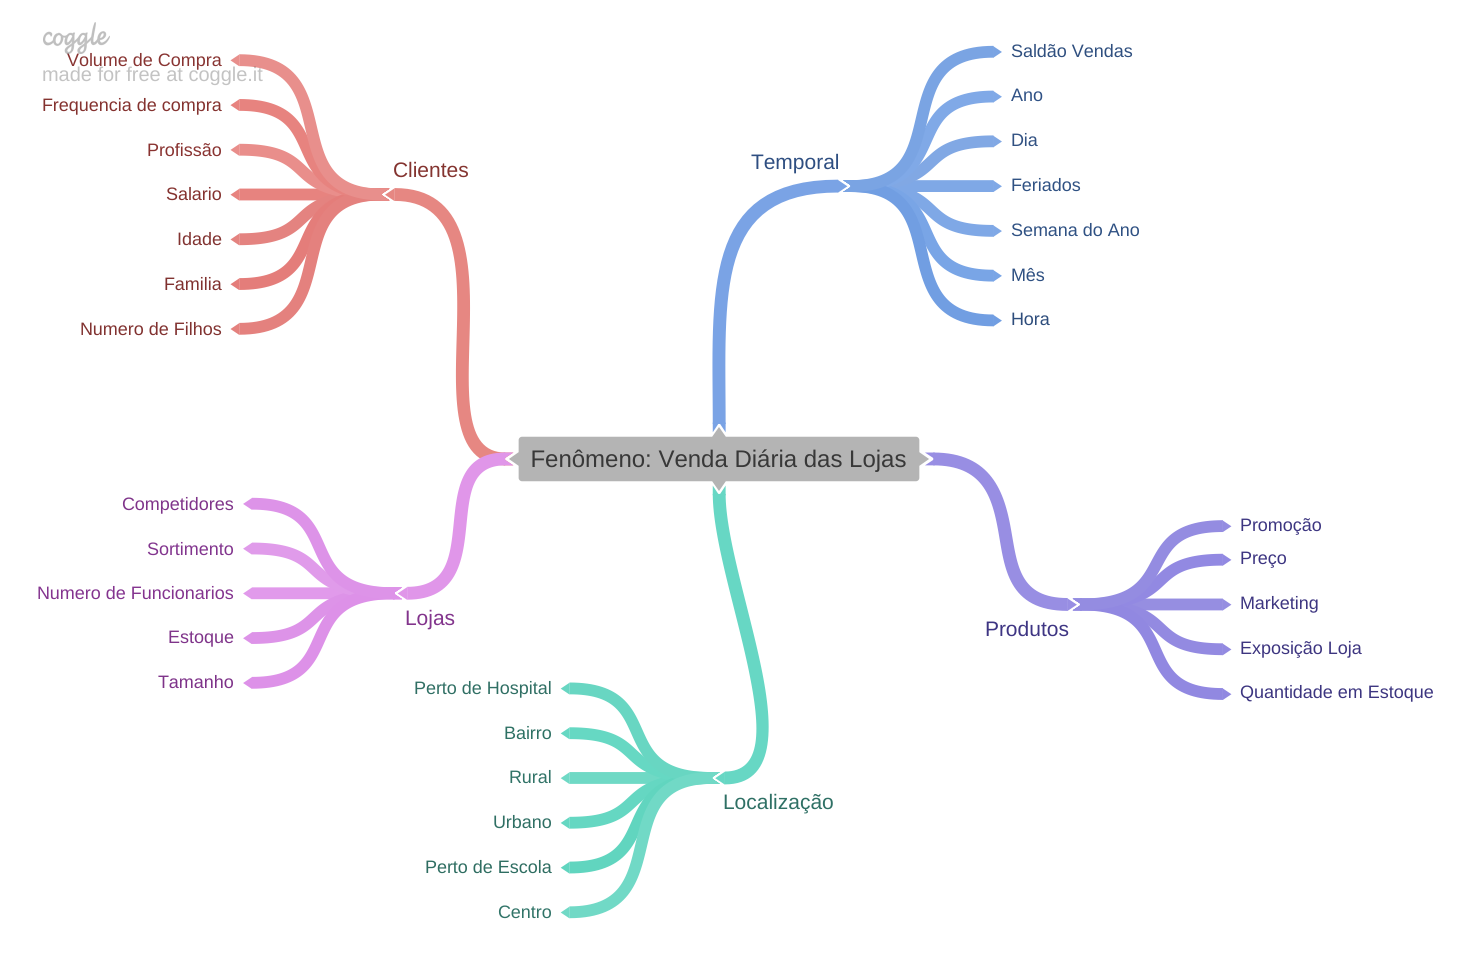 coggle
made for free at coggle.it
Volume de Compra
Frequencia de compra
Profissão
Salario
Idade
Familia
Numero de Filhos
Clientes
Temporal
Saldão Vendas
Ano
Dia
Feriados
Semana do Ano
Mês
Hora
Fenômeno: Venda Diária das Lojas
Competidores
Sortimento
Numero de Funcionarios
Estoque
Tamanho
Lojas
Produtos
Promoção
Preço
Marketing
Exposição Loja
Quantidade em Estoque
Perto de Hospital
Bairro
Rural
Urbano
Perto de Escola
Centro
Localização